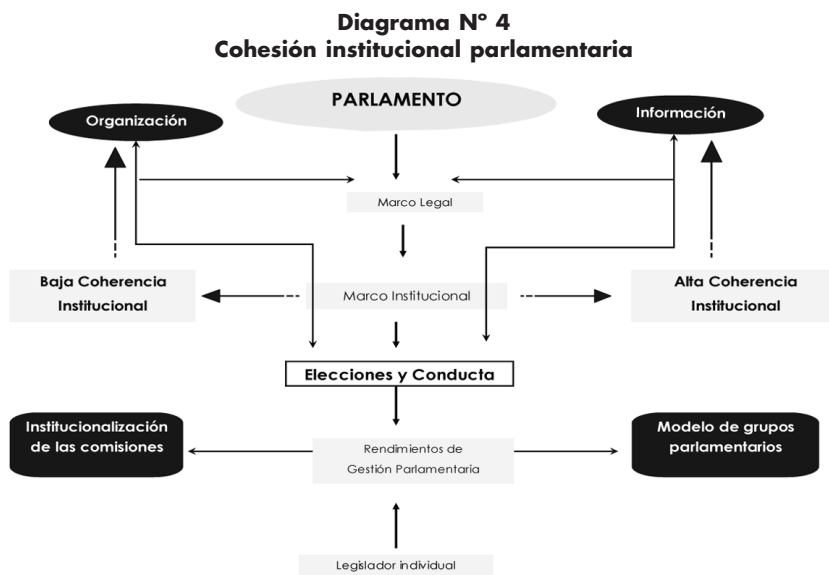 Diagrama Nº 4
Cohesión institucional parlamentaria
PARLAMENTO
Organización
Información
Marco Legal
Baja Coherencia
Institucional
Marco Institucional
Alta Coherencia
Institucional
Elecciones y Conducta
Institucionalización
de las comisiones
Rendimientos de
Gestión Parlamentaria
Modelo de grupos
parlamentarios
Legislador individual